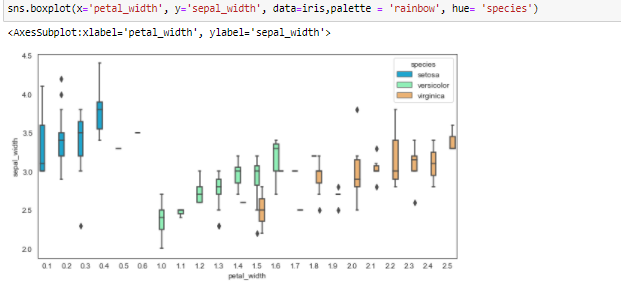 sns.boxplot(x='petal_width', y='sepal_width', data=iris,palette = 'rainbow', hue= 'species')
<AxesSubplot:xlabel='petal_width', ylabel='sepal_width'>
species
setosa
versicolor
virginica
4.5
4.0
3.5
3.0
2.5
2.0
sepal_width
0.1 0.2 0.3 0.4 0.5 0.6 1.0 1.1 1.2 1.3 1.4 1.5 1.6 1.7 1.8 1.9 2.0 2.1 2.2 2.3 2.4 2.5
petal_width